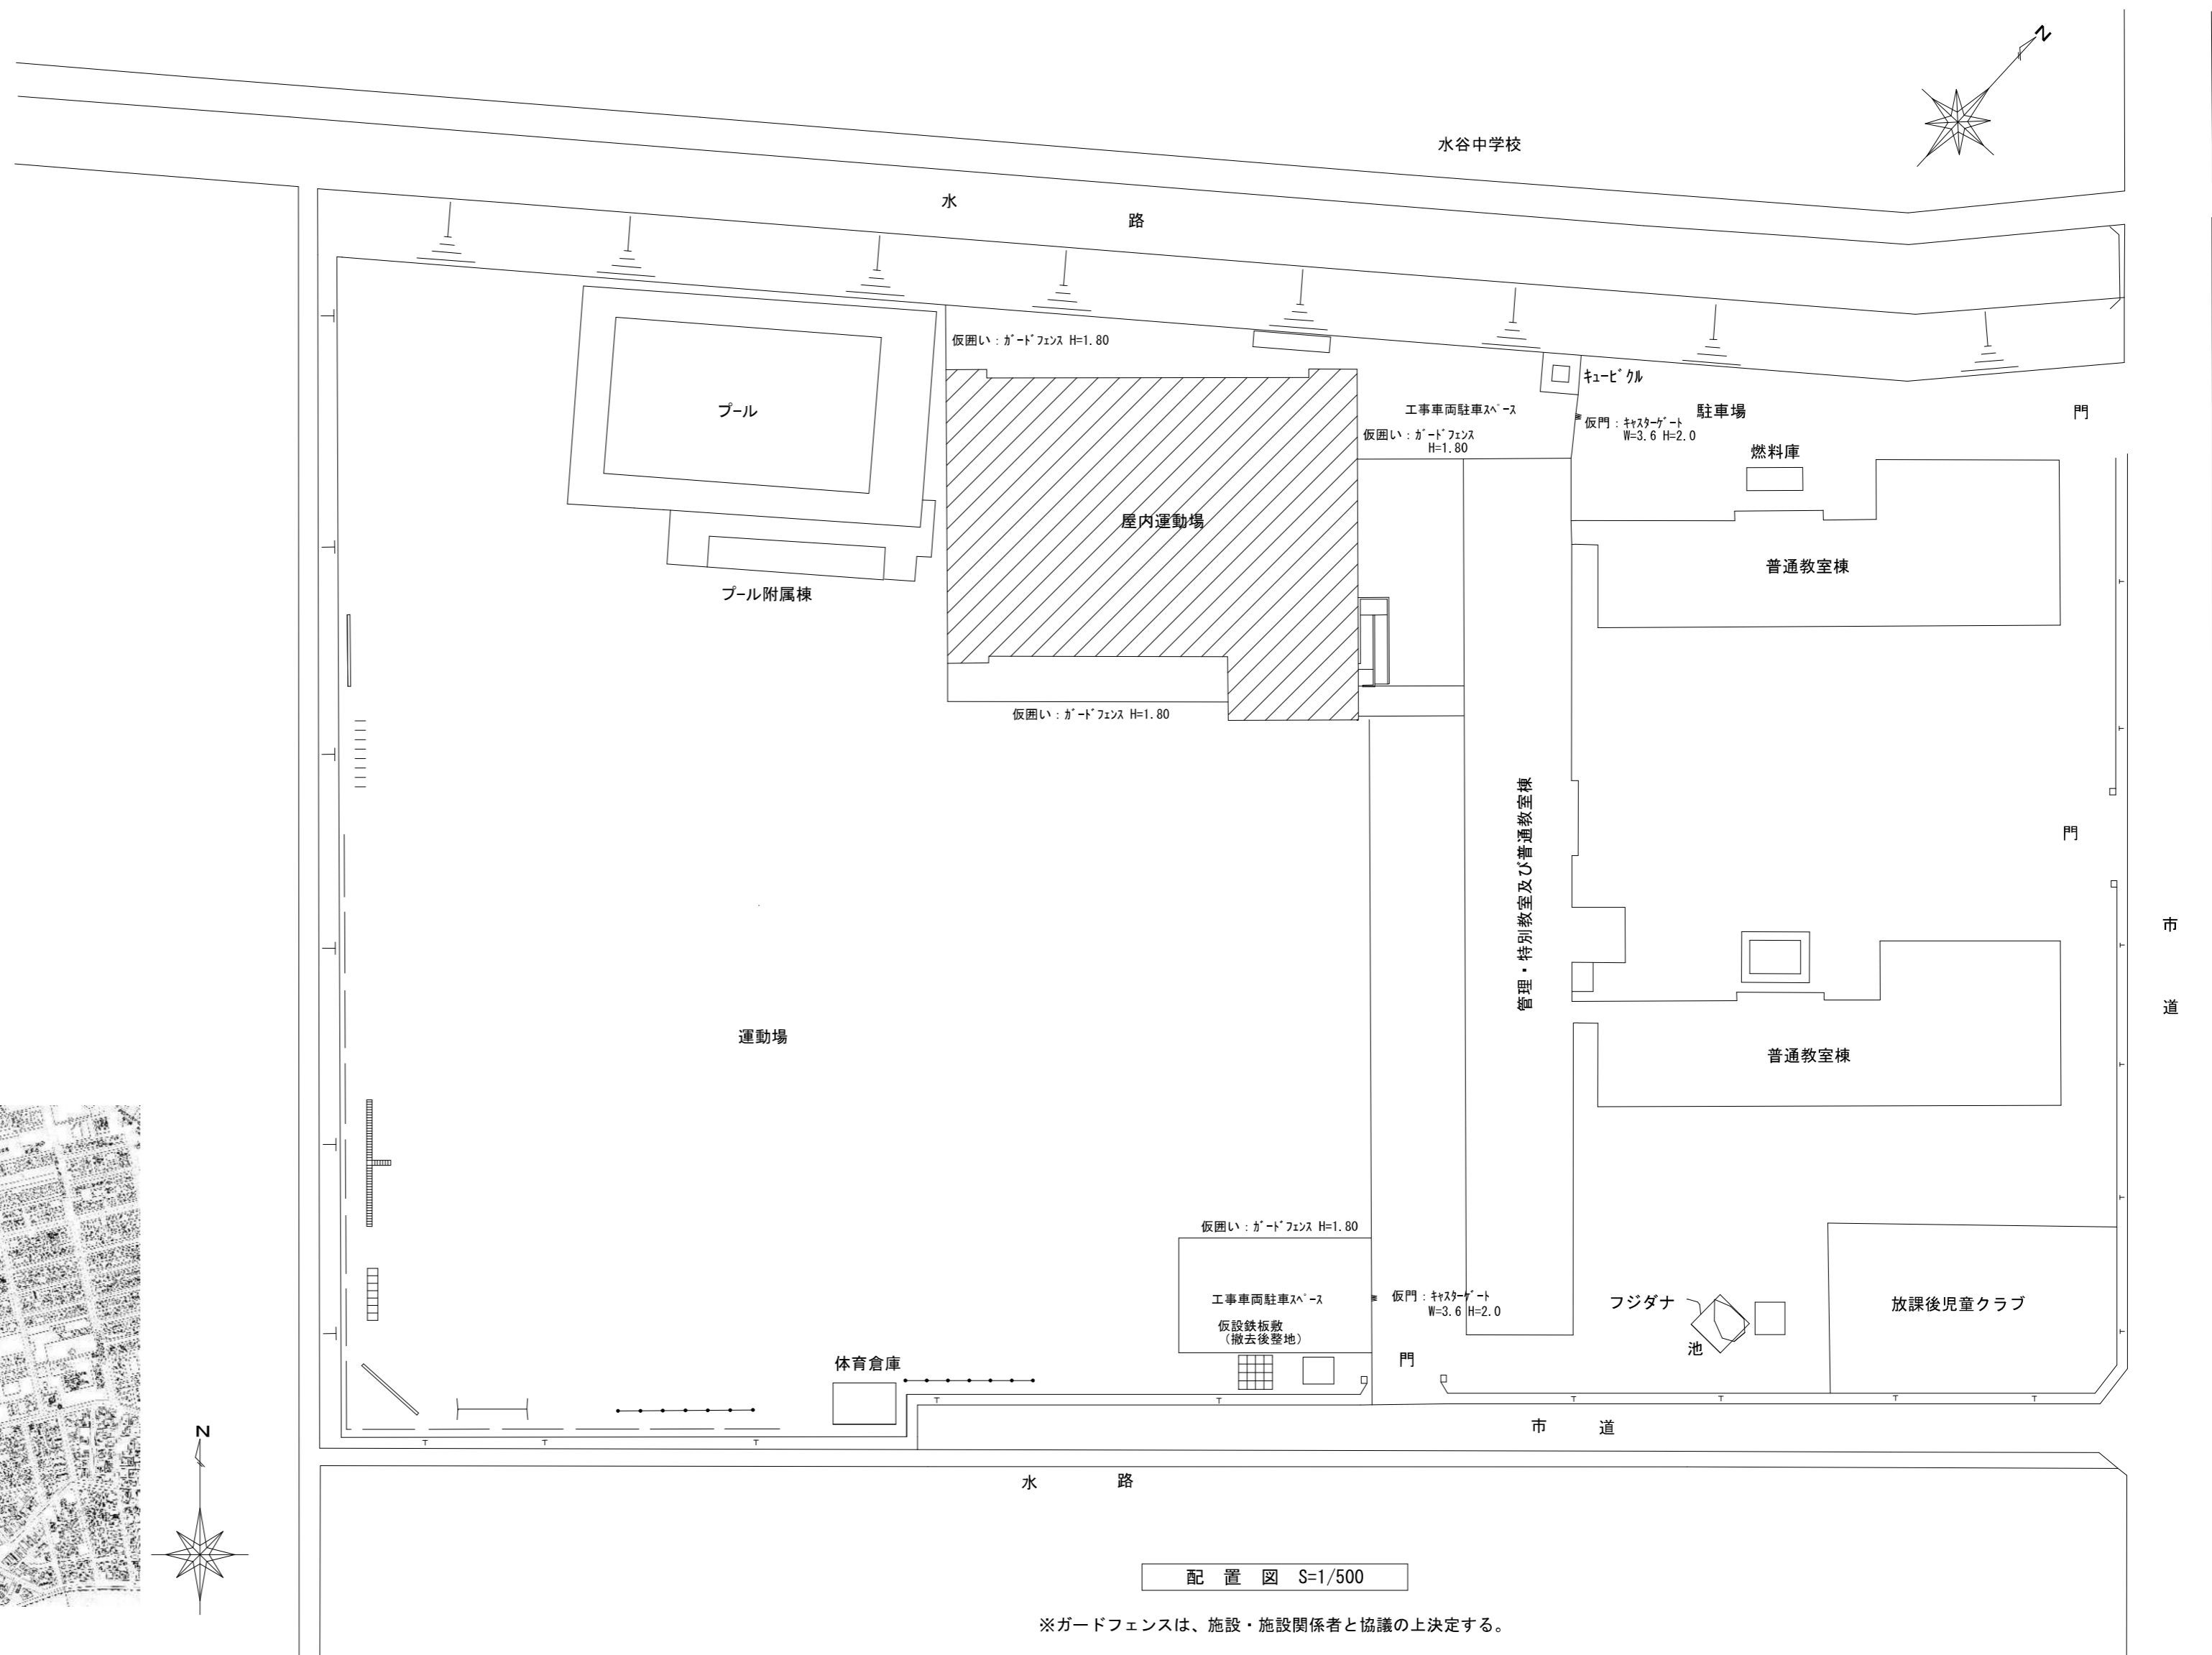 N
水谷中学校
水
路
仮囲い：ｶﾞｰﾄﾞﾌｪﾝｽ H=1.80
キュービクル
プール
工事車両駐車ｽﾍﾟｰｽ
駐車場
門
仮門：ｷｬｽﾀｰｹﾞｰﾄ
W=3.6 H=2.0
仮囲い：ｶﾞｰﾄﾞﾌｪﾝｽ
H=1.80
燃料庫
屋内運動場
普通教室棟
プール附属棟
仮囲い：ｶﾞｰﾄﾞﾌｪﾝｽ H=1.80
管理・特別教室及び普通教室棟
門
市
道
運動場
普通教室棟
仮囲い：ｶﾞｰﾄﾞﾌｪﾝｽ H=1.80
工事車両駐車ｽﾍﾟｰｽ
仮門：ｷｬｽﾀｰｹﾞｰﾄ
W=3.6 H=2.0
仮設鉄板敷
（撤去後整地）
フジダナ
放課後児童クラブ
池
門
体育倉庫
市 道
N
水 路
配 置 図 S=1/500
※ガードフェンスは、施設・施設関係者と協議の上決定する。